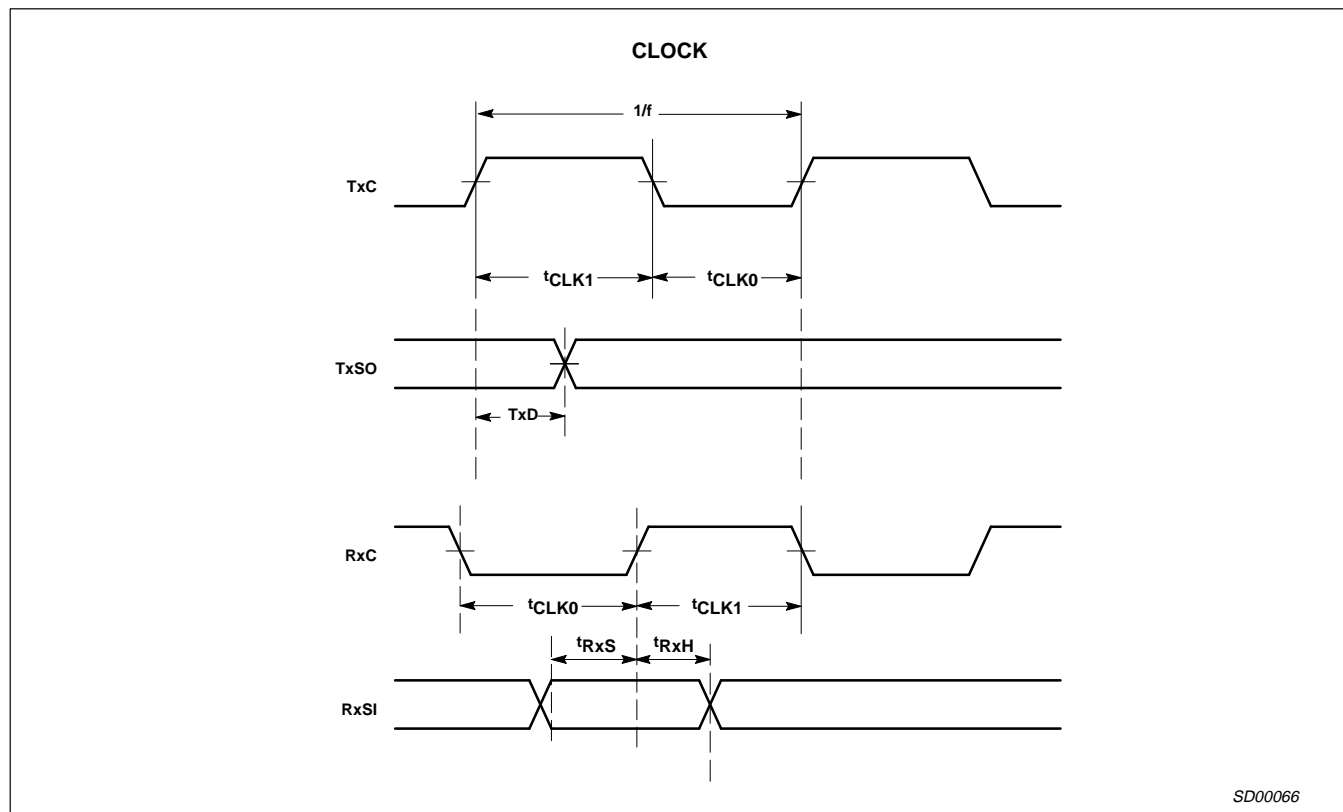 CLOCK
1/f
TxC
tCLK1
tCLK0
TxSO
TxD
RxC
tCLK0
tCLK1
tRxS
tRxH
RxSI
SD00066